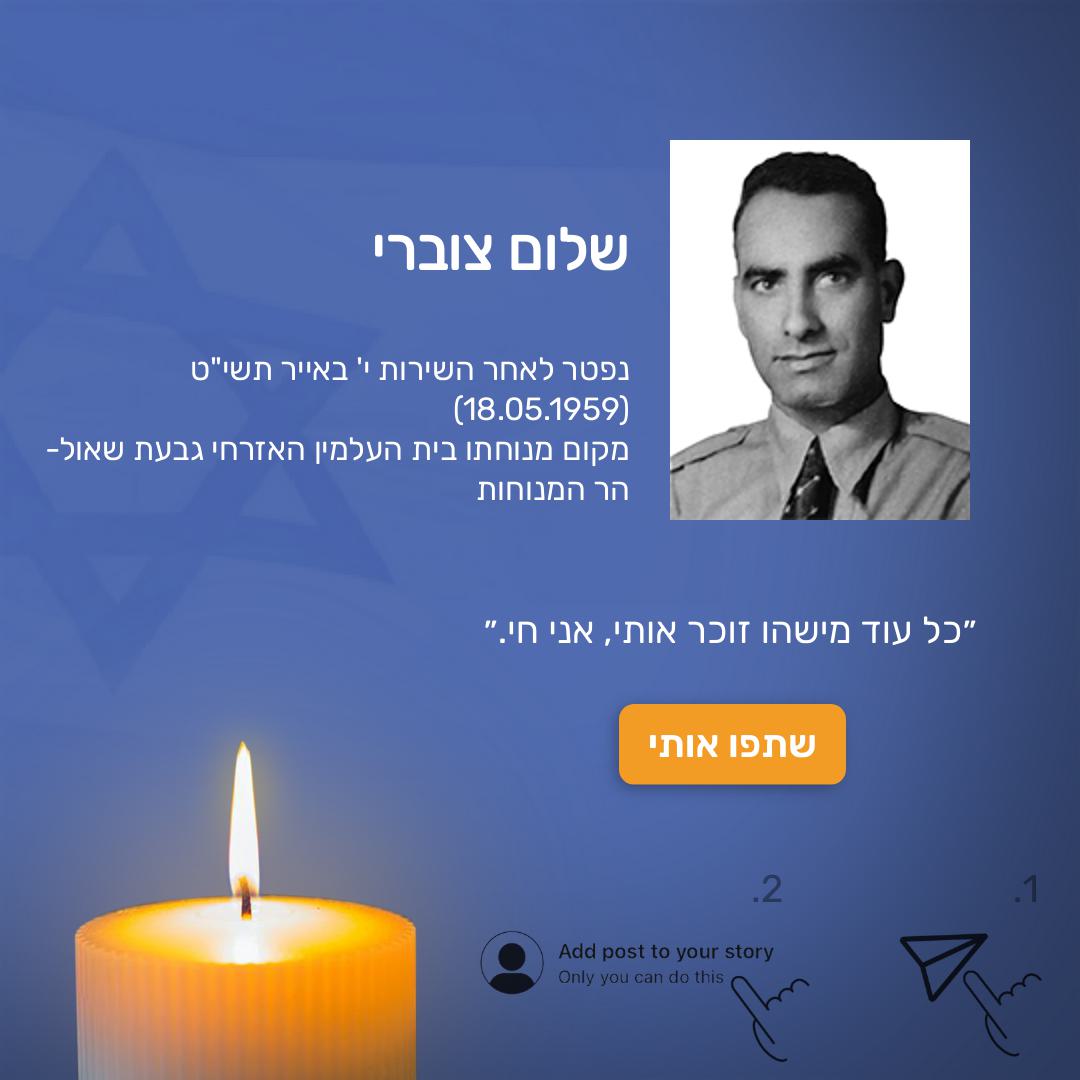 שלום צוברי
נפטר לאחר השירות י' באייר תשי"ט
(18.05.1959)
מקום מנוחתו בית העלמין האזרחי גבעת שאול-
הר המנוחות
״כל עוד מישהו זוכר אותי, אני חי.״
שתפו אותי
.1
.2
Add post to your story
Only you can do this